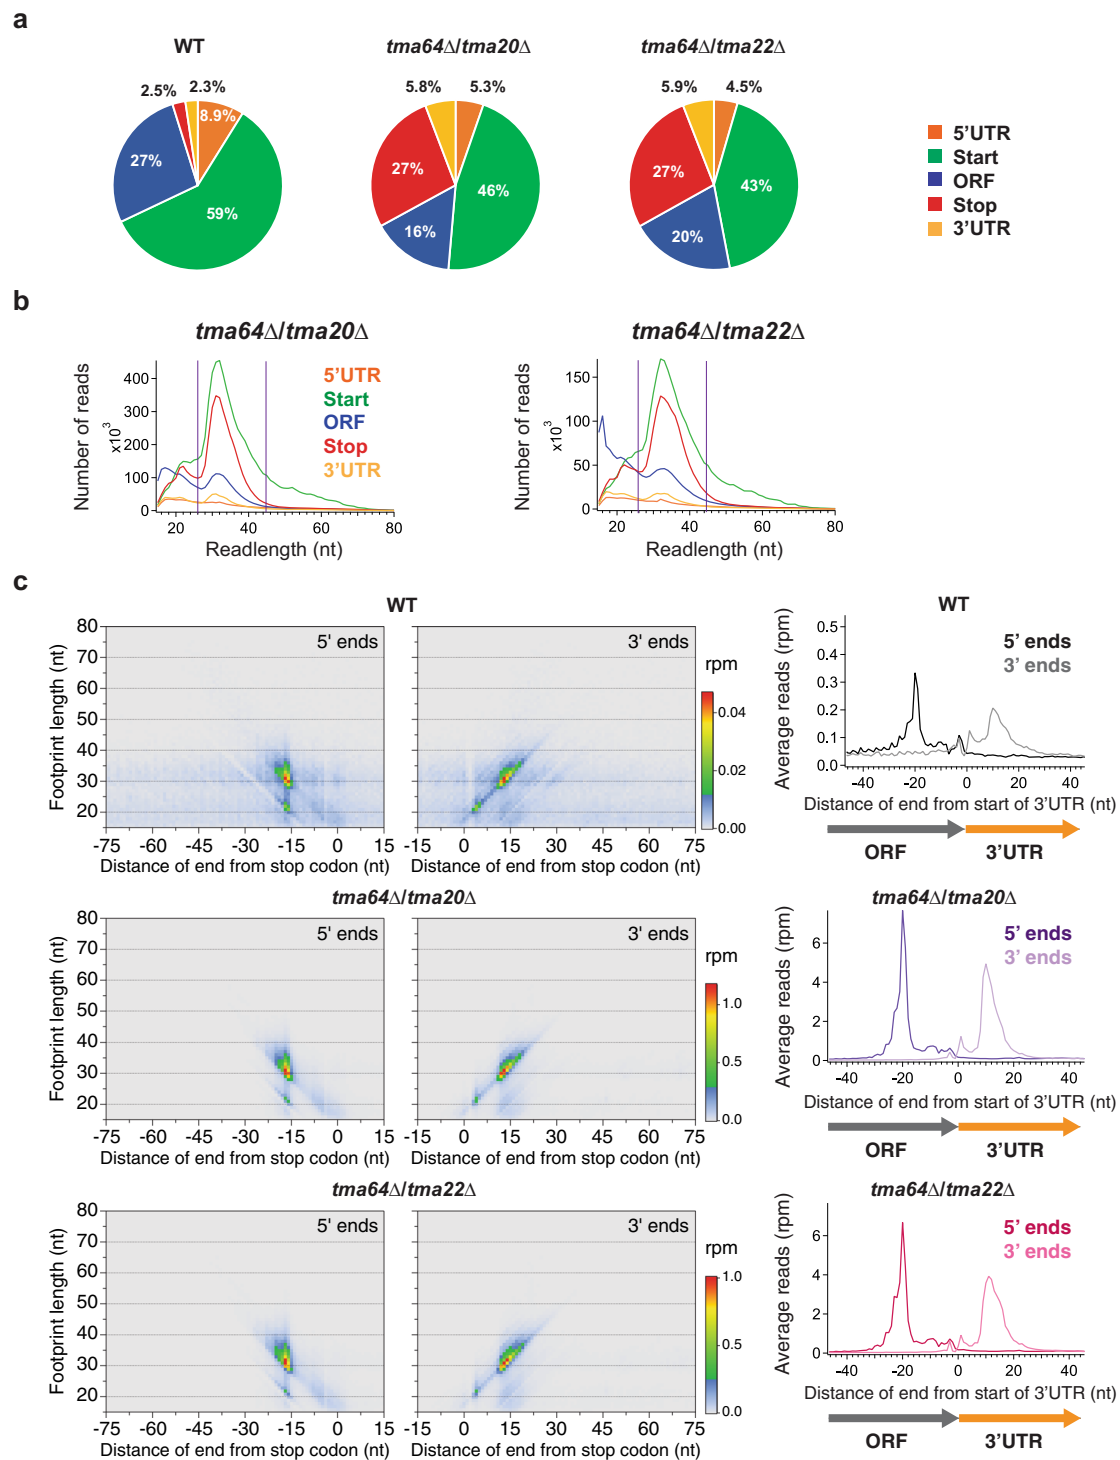 a
WT
tma64Δ/tma20Δ
tma64Δ/tma22Δ
2.5%
2.3%
8.9%
27%
59%
5.8%
5.3%
27%
46%
16%
5.9%
4.5%
27%
43%
20%
5'UTR
Start
ORF
Stop
3'UTR
b
tma64Δ/tma20Δ
Number of reads
x10³
400
300
200
100
0
20
40
60
80
Readlength (nt)
5'UTR
Start
ORF
Stop
3'UTR
tma64Δ/tma22Δ
Number of reads
x10³
150
100
50
0
20
40
60
80
Readlength (nt)
c
WT
Footprint length (nt)
80
70
60
50
40
30
20
5' ends
-75 -60 -45 -30 -15 0 15
Distance of end from stop codon (nt)
3' ends
0 15 30 45 60 75
Distance of end from stop codon (nt)
rpm
0.04
0.02
0.00
WT
Average reads (rpm)
0.5
0.4
0.3
0.2
0.1
0.0
5' ends
3' ends
-40 -20 0 20 40
Distance of end from start of 3'UTR (nt)
ORF
3'UTR
tma64Δ/tma20Δ
Footprint length (nt)
80
70
60
50
40
30
20
5' ends
-75 -60 -45 -30 -15 0 15
Distance of end from stop codon (nt)
3' ends
0 15 30 45 60 75
Distance of end from stop codon (nt)
rpm
1.0
0.5
0.0
tma64Δ/tma20Δ
Average reads (rpm)
6
4
2
0
5' ends
3' ends
-40 -20 0 20 40
Distance of end from start of 3'UTR (nt)
ORF
3'UTR
tma64Δ/tma22Δ
Footprint length (nt)
80
70
60
50
40
30
20
5' ends
-75 -60 -45 -30 -15 0 15
Distance of end from stop codon (nt)
3' ends
0 15 30 45 60 75
Distance of end from stop codon (nt)
rpm
1.0
0.5
0.0
tma64Δ/tma22Δ
Average reads (rpm)
6
4
2
0
5' ends
3' ends
-40 -20 0 20 40
Distance of end from start of 3'UTR (nt)
ORF
3'UTR